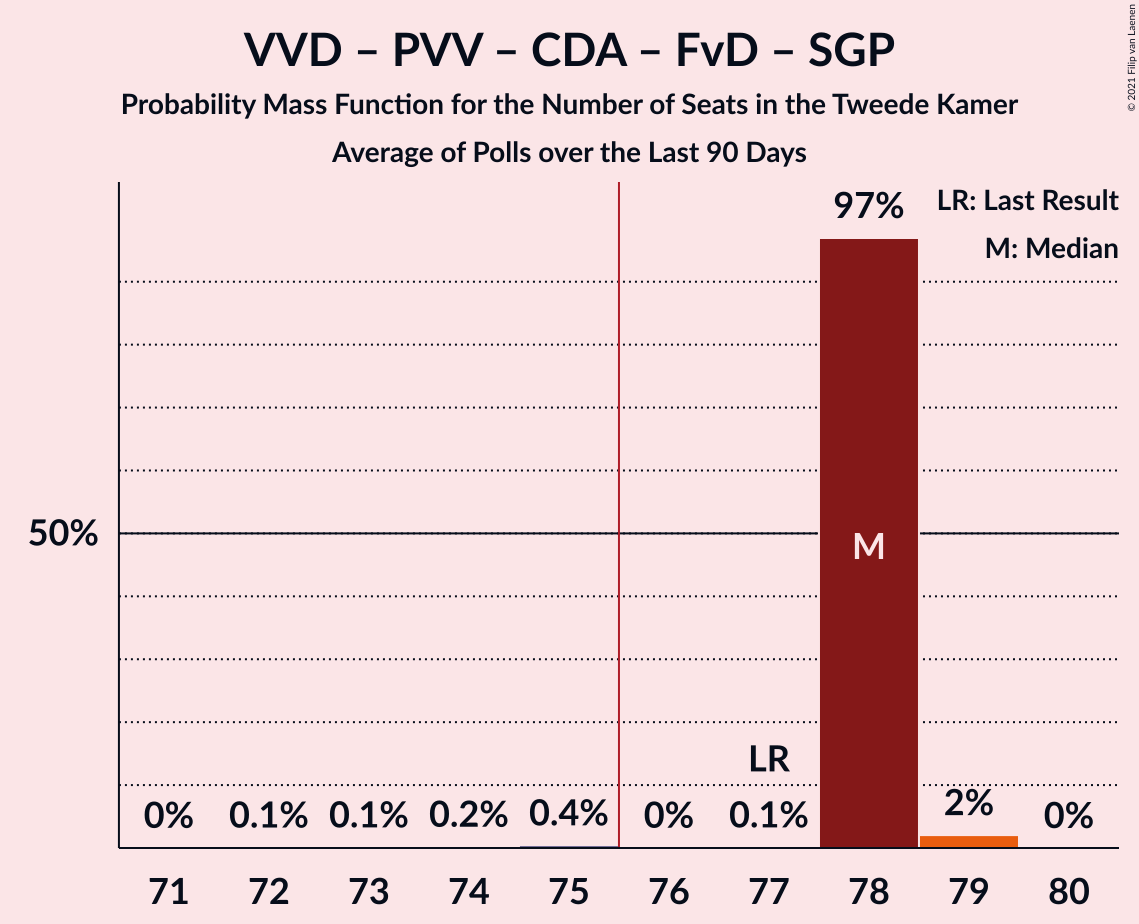 VVD – PVV – CDA – FvD – SGP
Probability Mass Function for the Number of Seats in the Tweede Kamer
Average of Polls over the Last 90 Days
© 2021 Filip van Laenen
LR: Last Result
M: Median
97%
50%
M
LR
0% 0.1% 0.1% 0.2% 0.4% 0% 0.1% 2% 0%
71 72 73 74 75 76 77 78 79 80